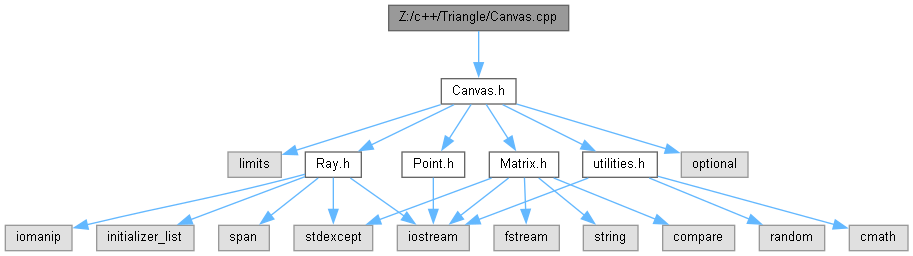 Z:/c++/Triangle/Canvas.cpp
Canvas.h
limits
Ray.h
Point.h
Matrix.h
utilities.h
optional
iomanip
initializer_list
span
stdexcept
iostream
fstream
string
compare
random
cmath